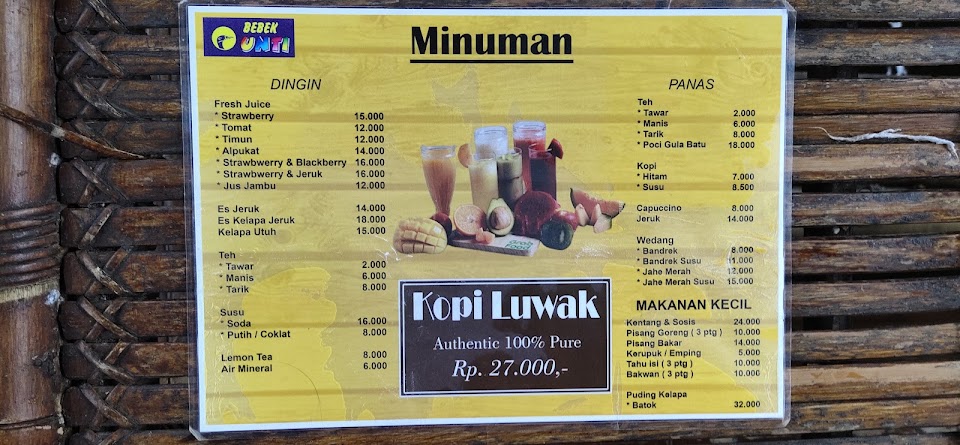 BEBEK
UNTI
Minuman
DINGIN
Fresh Juice
* Strawberry 15.000
* Tomat 12.000
* Timun 12.000
* Alpukat 14.000
* Strawbwerry & Blackberry 16.000
* Strawbwerry & Jeruk 16.000
* Jus Jambu 12.000
Es Jeruk 14.000
Es Kelapa Jeruk 18.000
Kelapa Utuh 15.000
Teh
* Tawar 2.000
* Manis 6.000
* Tarik 8.000
Susu
* Soda 16.000
* Putih / Coklat 8.000
Lemon Tea 8.000
Air Mineral 6.000
Grab
Food
Kopi Luwak
Authentic 100% Pure
Rp. 27.000,-
PANAS
Teh
* Tawar 2.000
* Manis 6.000
* Tarik 8.000
* Poci Gula Batu 18.000
Kopi
* Hitam 7.000
* Susu 8.500
Capuccino 8.000
Jeruk 14.000
Wedang
* Bandrek 8.000
* Bandrek Susu 11.000
* Jahe Merah 12.000
* Jahe Merah Susu 15.000
MAKANAN KECIL
Kentang & Sosis 24.000
Pisang Goreng ( 3 ptg ) 10.000
Pisang Bakar 14.000
Kerupuk / Emping 5.000
Tahu isi ( 3 ptg ) 10.000
Bakwan ( 3 ptg ) 10.000
Puding Kelapa
* Batok 32.000